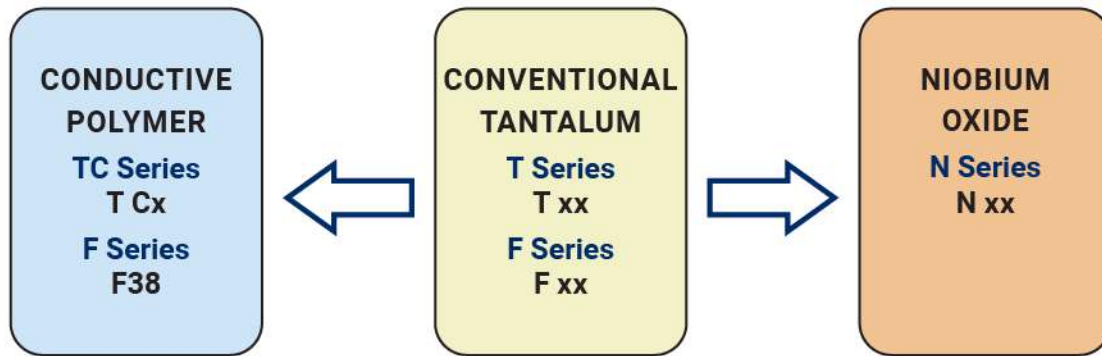 CONDUCTIVE
POLYMER
TC Series
T Cx
F Series
F38
CONVENTIONAL
TANTALUM
T Series
T xx
F Series
F xx
NIOBIUM
OXIDE
N Series
N xx